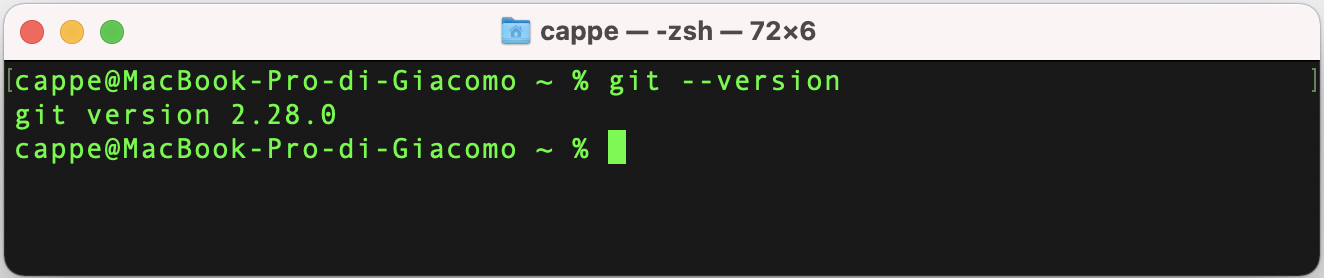 cappe — -zsh — 72×6
[cappe@MacBook-Pro-di-Giacomo ~ % git --version ]
git version 2.28.0
cappe@MacBook-Pro-di-Giacomo ~ %